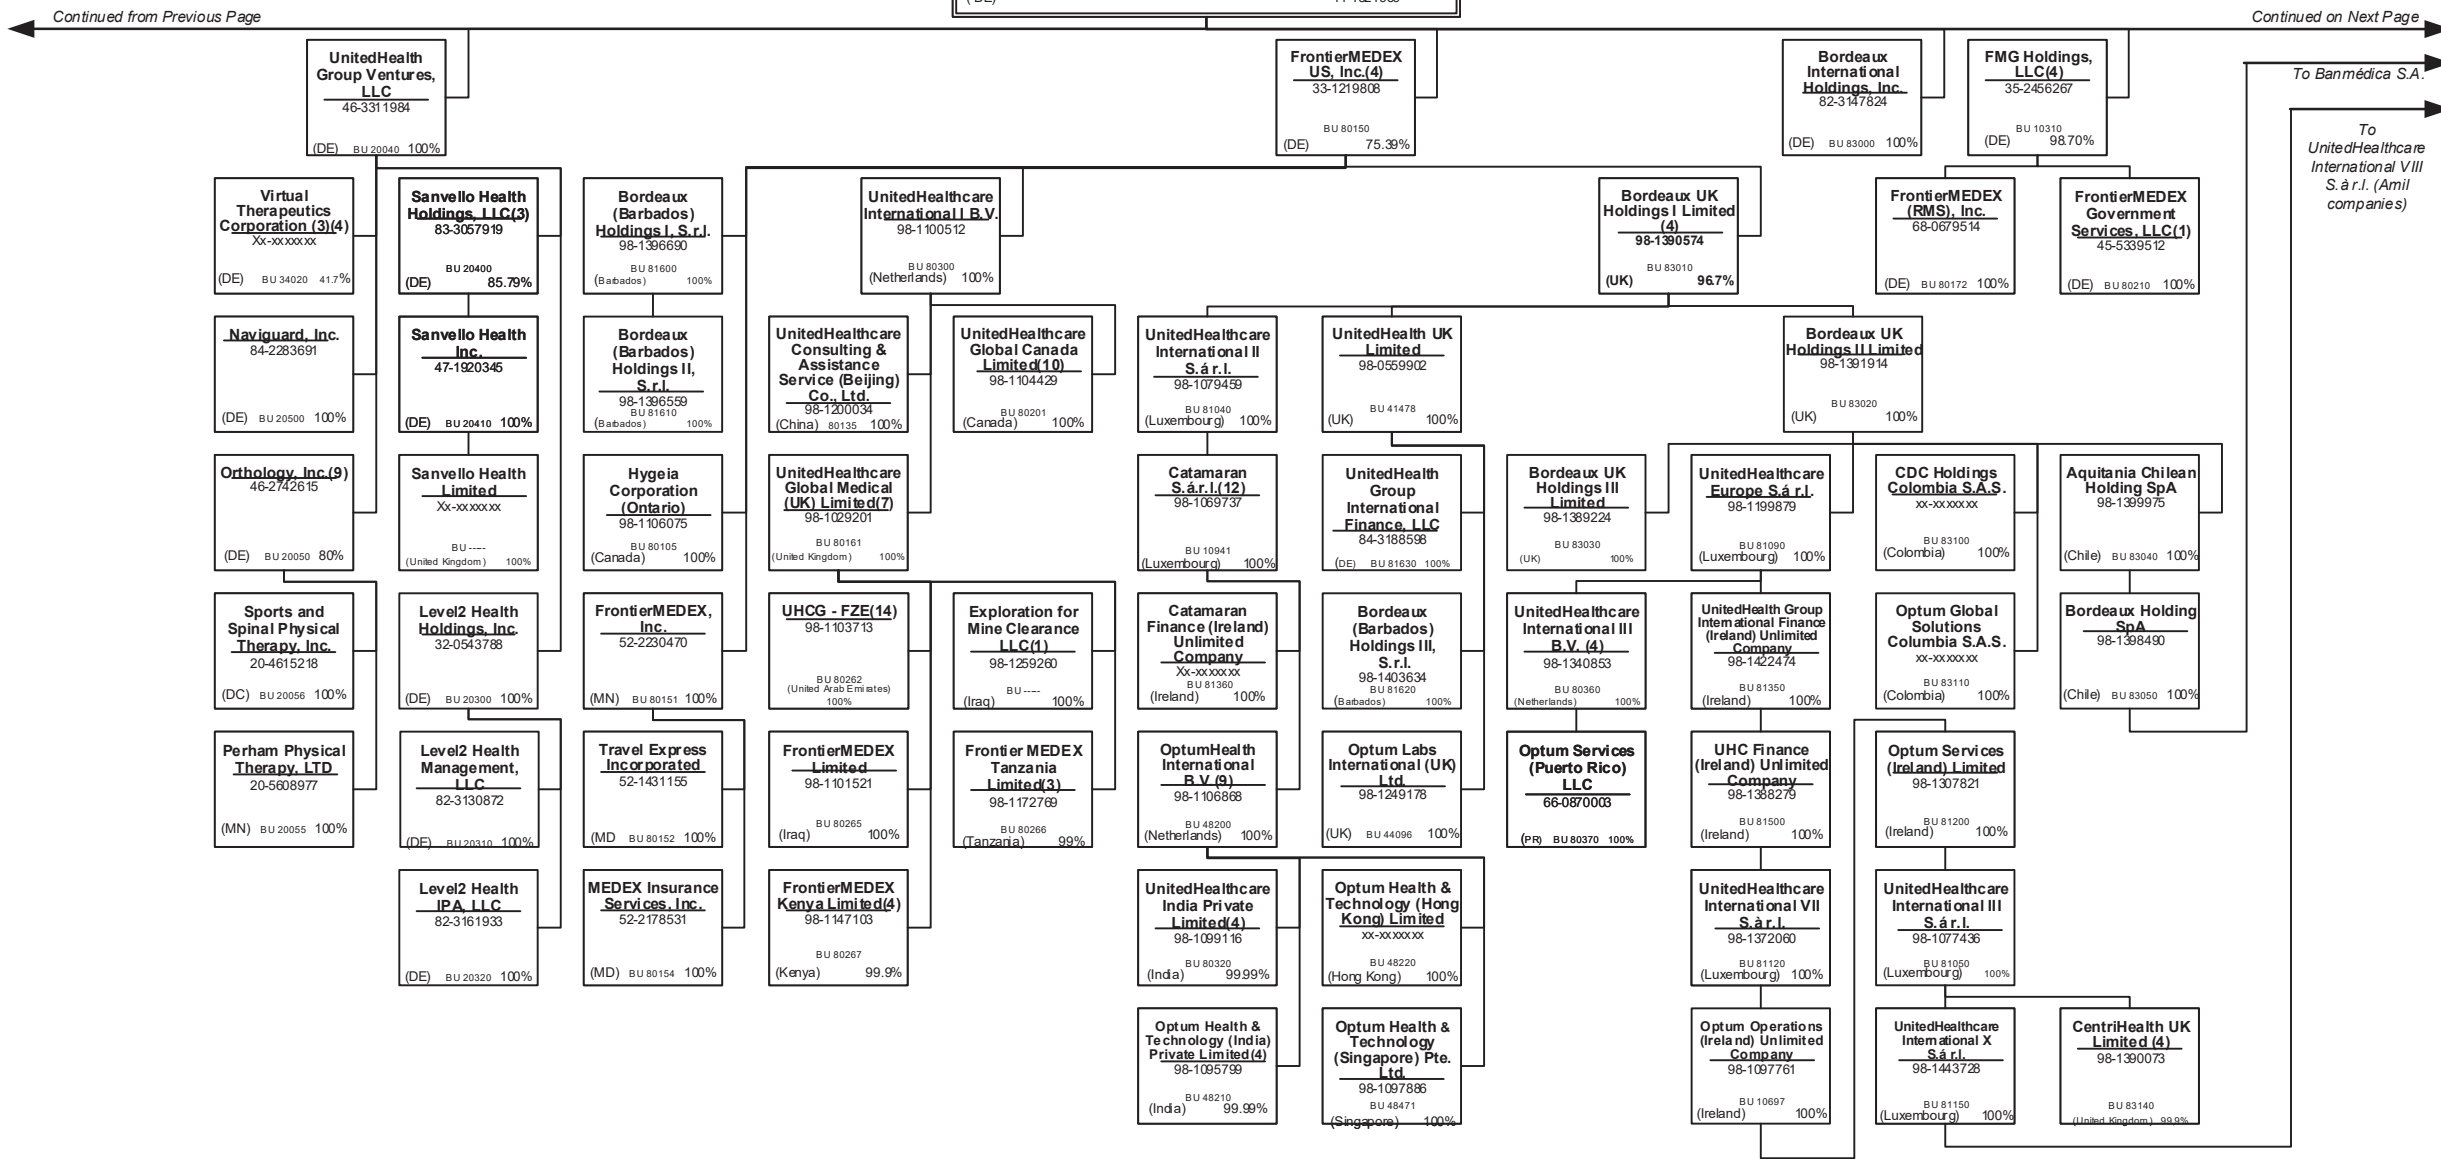 Continued from Previous Page
Continued on Next Page
UnitedHealth
Group Ventures,
LLC
46-3311984
(DE) BU 20040 100%
FrontierMEDEX
US, Inc.(4)
33-1219808
BU 80150
(DE) 75.39%
Bordeaux
International
Holdings, Inc.
82-3147824
(DE) BU 83000 100%
FMG Holdings,
LLC(4)
35-2456267
BU 10310
(DE) 98.70%
To Banmédica S.A.
To
UnitedHealthcare
International VIII
S.à r.l. (Amil
companies)
Virtual
Therapeutics
Corporation (3)(4)
Xx-xxxxxxx
(DE) BU 34020 41.7%
Sanvello Health
Holdings, LLC(3)
83-3057919
BU 20400
(DE) 85.79%
Bordeaux
(Barbados)
Holdings I, S.r.l.
98-1396690
BU 81600
(Barbados) 100%
UnitedHealthcare
International I B.V.
98-1100512
BU 80300
(Netherlands) 100%
Bordeaux UK
Holdings I Limited
(4)
98-1390574
BU 83010
(UK) 96.7%
FrontierMEDEX
(RMS), Inc.
68-0679514
(DE) BU 80172 100%
FrontierMEDEX
Government
Services, LLC(1)
45-5339512
(DE) BU 80210 100%
Naviguard, Inc.
84-2283691
(DE) BU 20500 100%
Sanvello Health
Inc.
47-1920345
(DE) BU 20410 100%
Bordeaux
(Barbados)
Holdings II,
S.r.l.
98-1396559
BU 81610
(Barbados) 100%
UnitedHealthcare
Consulting &
Assistance
Service (Beijing)
Co., Ltd.
98-1200034
(China) 80135 100%
UnitedHealthcare
Global Canada
Limited(10)
98-1104429
BU 80201
(Canada) 100%
UnitedHealthcare
International II
S.á r.l.
98-1079459
BU 81040
(Luxembourg) 100%
UnitedHealth UK
Limited
98-0559902
BU 41478
(UK) 100%
Bordeaux UK
Holdings II Limited
98-1391914
BU 83020
(UK) 100%
Orthology, Inc.(9)
46-2742615
(DE) BU 20050 80%
Sanvello Health
Limited
Xx-xxxxxxx
BU -----
(United Kingdom) 100%
Hygeia
Corporation
(Ontario)
98-1106075
BU 80105
(Canada) 100%
UnitedHealthcare
Global Medical
(UK) Limited(7)
98-1029201
BU 80161
(United Kingdom) 100%
Catamaran
S.á.r.l.(12)
98-1069737
BU 10941
(Luxembourg) 100%
UnitedHealth
Group
International
Finance, LLC
84-3188598
(DE) BU 81630 100%
Bordeaux UK
Holdings III
Limited
98-1389224
BU 83030
(UK) 100%
UnitedHealthcare
Europe S.á r.l.
98-1199879
BU 81090
(Luxembourg) 100%
CDC Holdings
Colombia S.A.S.
xx-xxxxxxx
BU 83100
(Colombia) 100%
Aquitania Chilean
Holding SpA
98-1399975
(Chile) BU 83040 100%
Sports and
Spinal Physical
Therapy, Inc.
20-4615218
(DC) BU 20056 100%
Level2 Health
Holdings, Inc.
32-0543788
(DE) BU 20300 100%
FrontierMEDEX,
Inc.
52-2230470
(MN) BU 80151 100%
UHCG - FZE(14)
98-1103713
BU 80262
(United Arab Emirates)
100%
Exploration for
Mine Clearance
LLC(1)
98-1259260
BU -----
(Iraq) 100%
Catamaran
Finance (Ireland)
Unlimited
Company
Xx-xxxxxxx
BU 81360
(Ireland) 100%
Bordeaux
(Barbados)
Holdings III,
S.r.l.
98-1403634
BU 81620
(Barbados) 100%
UnitedHealthcare
International III
B.V. (4)
98-1340853
BU 80360
(Netherlands) 100%
UnitedHealth Group
International Finance
(Ireland) Unlimited
Company
98-1422474
BU 81350
(Ireland) 100%
Optum Global
Solutions
Columbia S.A.S.
xx-xxxxxxx
BU 83110
(Colombia) 100%
Bordeaux Holding
SpA
98-1398490
(Chile) BU 83050 100%
Perham Physical
Therapy, LTD
20-5608977
(MN) BU 20055 100%
Level2 Health
Management,
LLC
82-3130872
(DE) BU 20310 100%
Travel Express
Incorporated
52-1431155
(MD BU 80152 100%
FrontierMEDEX
Limited
98-1101521
BU 80265
(Iraq) 100%
Frontier MEDEX
Tanzania
Limited(3)
98-1172769
BU 80266
(Tanzania) 99%
OptumHealth
International
B.V.(9)
98-1106868
BU 48200
(Netherlands) 100%
Optum Labs
International (UK)
Ltd.
98-1249178
(UK) BU 44096 100%
Optum Services
(Puerto Rico)
LLC
66-0870003
(PR) BU 80370 100%
UHC Finance
(Ireland) Unlimited
Company
98-1388279
BU 81500
(Ireland) 100%
Optum Services
(Ireland) Limited
98-1307821
BU 81200
(Ireland) 100%
Level2 Health
IPA, LLC
82-3161933
(DE) BU 20320 100%
MEDEX Insurance
Services, Inc.
52-2178531
(MD) BU 80154 100%
FrontierMEDEX
Kenya Limited(4)
98-1147103
BU 80267
(Kenya) 99.9%
UnitedHealthcare
India Private
Limited(4)
98-1099116
BU 80320
(India) 99.99%
Optum Health &
Technology (Hong
Kong) Limited
xx-xxxxxxx
BU 48220
(Hong Kong) 100%
UnitedHealthcare
International VII
S.à r.l.
98-1372060
BU 81120
(Luxembourg) 100%
UnitedHealthcare
International III
S.á r.l.
98-1077436
BU 81050
(Luxembourg) 100%
Optum Health &
Technology (India)
Private Limited(4)
98-1095799
BU 48210
(India) 99.99%
Optum Health &
Technology
(Singapore) Pte.
Ltd.
98-1097886
BU 48471
(Singapore) 100%
Optum Operations
(Ireland) Unlimited
Company
98-1097761
BU 10697
(Ireland) 100%
UnitedHealthcare
International X
S.á r.l.
98-1443728
BU 81150
(Luxembourg) 100%
CentriHealth UK
Limited (4)
98-1390073
BU 83140
(United Kingdom) 99.9%